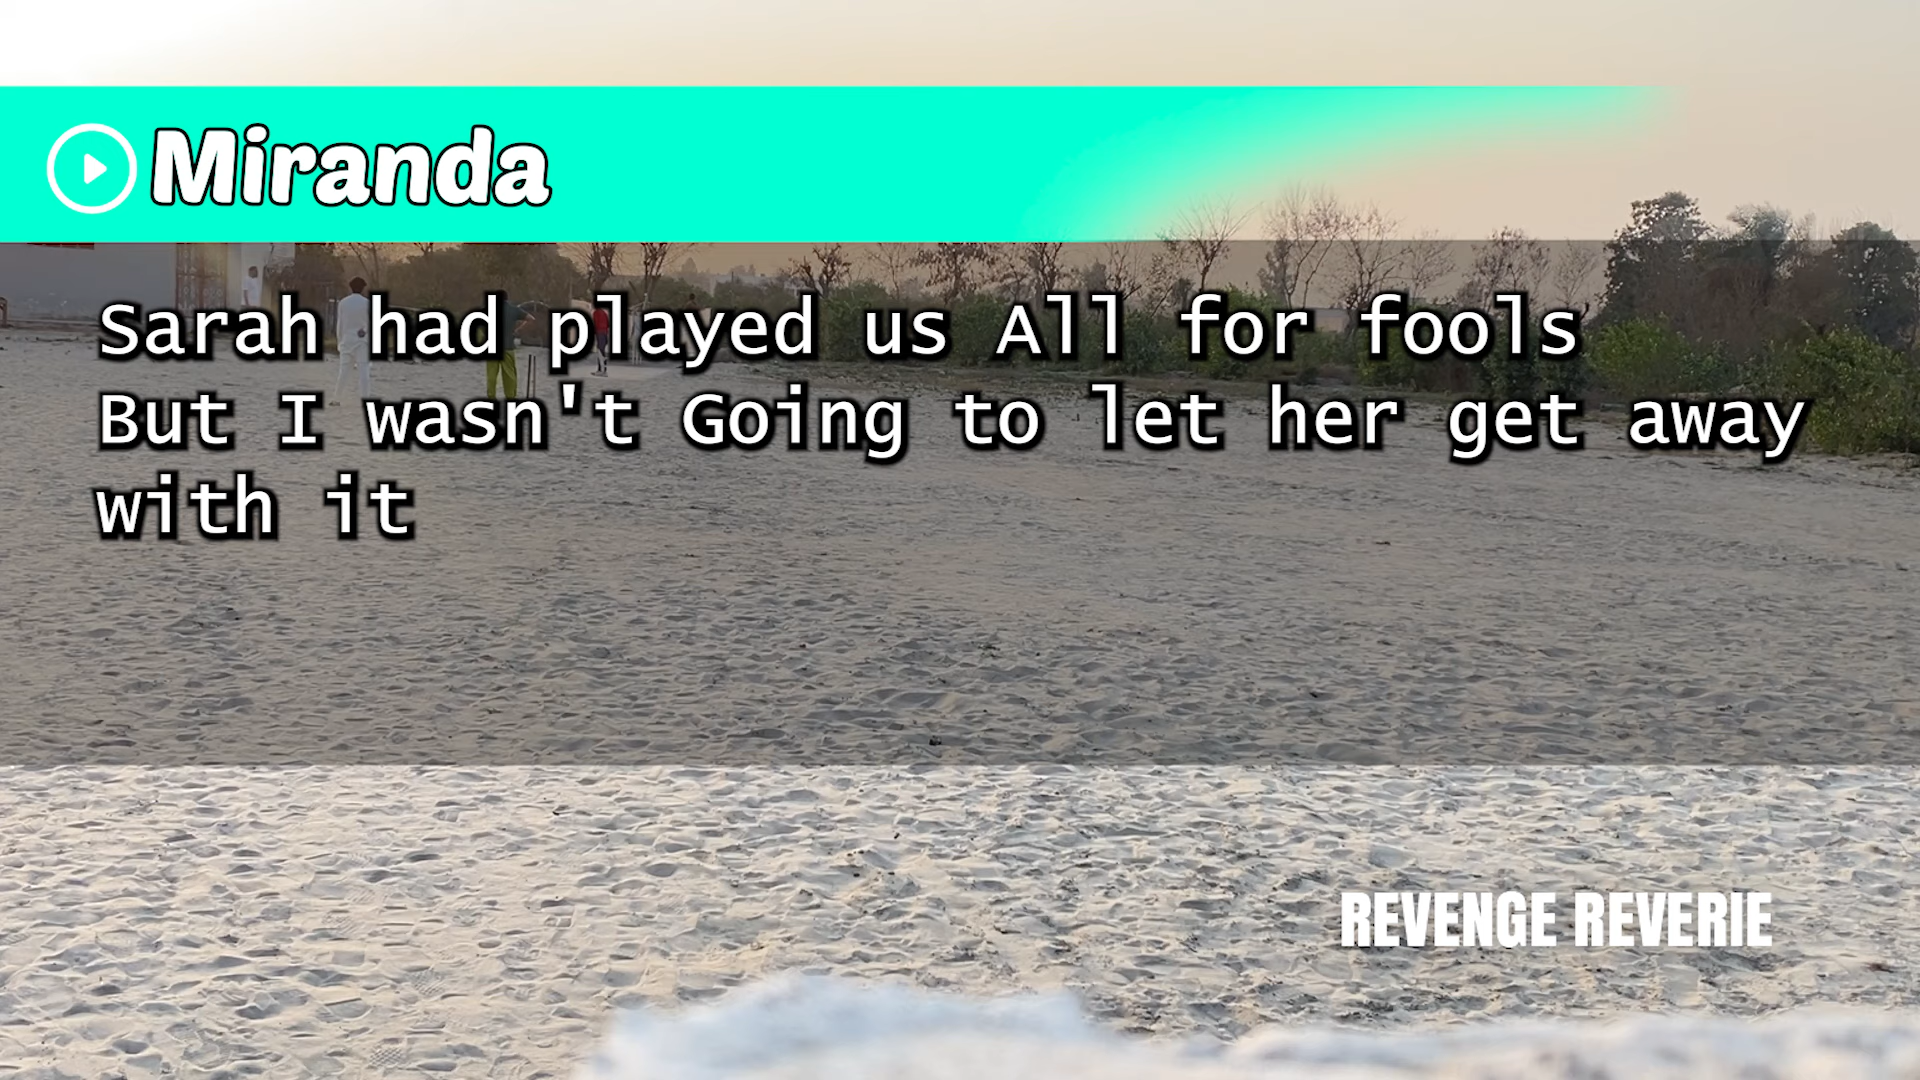 Miranda
Sarah had played us All for fools
But I wasn't Going to let her get away
with it
REVENGE REVERIE